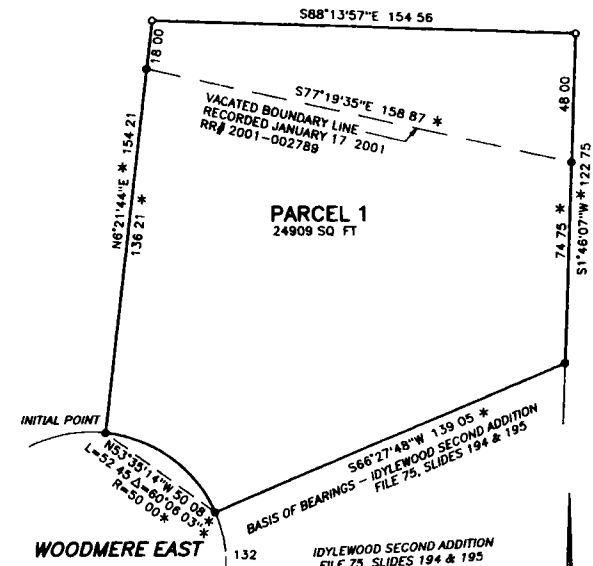 S88°13'57"E 154 56
18 00
S77°19'35"E 158 87 *
VACATED BOUNDARY LINE
RECORDED JANUARY 17 2001
RR# 2001-002789
48 00
N6°21'44"E * 154 21
136 21 *
PARCEL 1
24909 SQ FT
74 75 *
S1°46'07"W * 122 75
INITIAL POINT
N53°35'14"W 50 08 *
L=52 45 Δ=60°06 03"*
R=50 00*
S66°27'48"W 139 05 *
BASIS OF BEARINGS - IDYLEWOOD SECOND ADDITION
FILE 75, SLIDES 194 & 195
WOODMERE EAST
132
IDYLEWOOD SECOND ADDITION
FILE 75 SLIDES 194 & 195